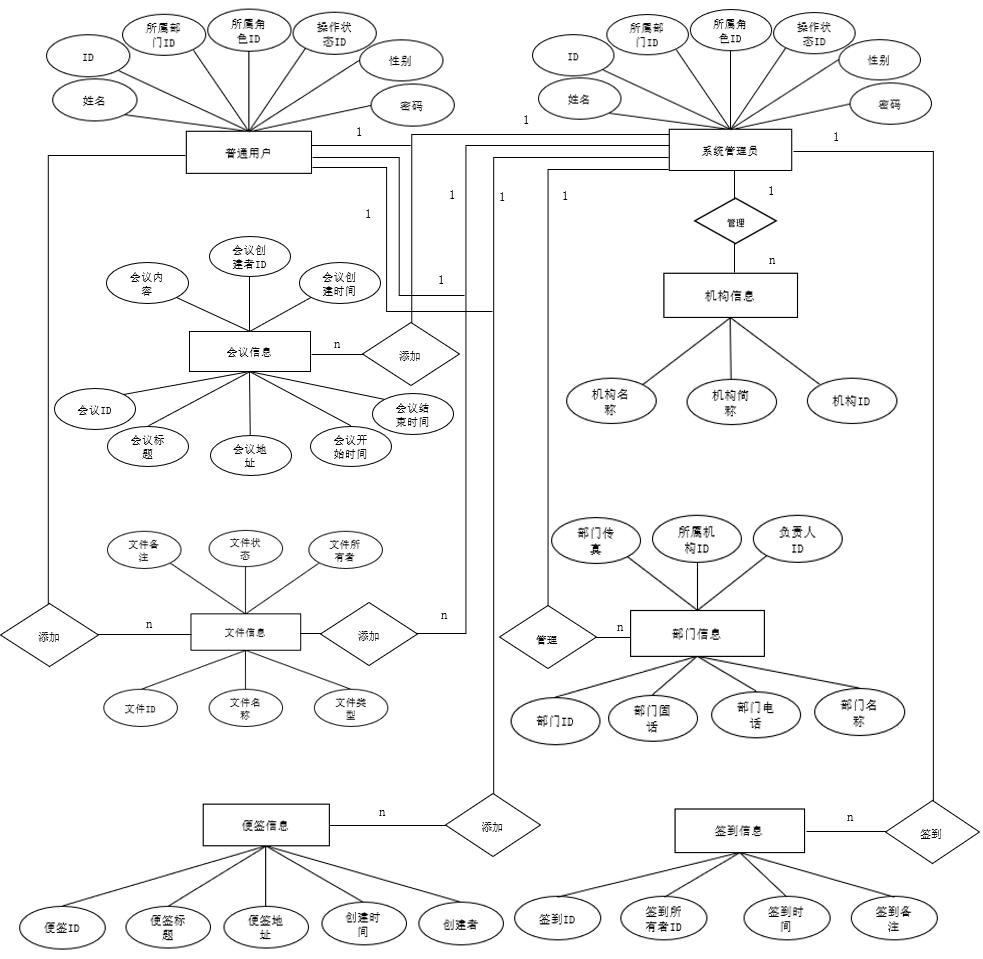 所属部
门ID
所属角
色ID
操作状
态ID
ID
性别
姓名
密码
普通用户
所属部
门ID
所属角
色ID
操作状
态ID
ID
性别
姓名
密码
系统管理员
1
1
1
1
1
1
1
1
1
管理
n
机构信息
机构名
称
机构简
称
机构ID
会议创
建者ID
会议内
容
会议创
建时间
会议信息
n
添加
会议ID
会议标
题
会议地
址
会议开
始时间
会议结
束时间
文件备
注
文件状
态
文件所
有者
添加
n
文件信息
添加
n
文件ID
文件名
称
文件类
型
部门传
真
所属机
构ID
负责人
ID
管理
n
部门信息
部门ID
部门固
话
部门电
话
部门名
称
便签信息
n
添加
便签ID
便签标
题
便签地
址
创建时
间
创建者
签到信息
n
签到
签到ID
签到所
有者ID
签到时
间
签到备
注